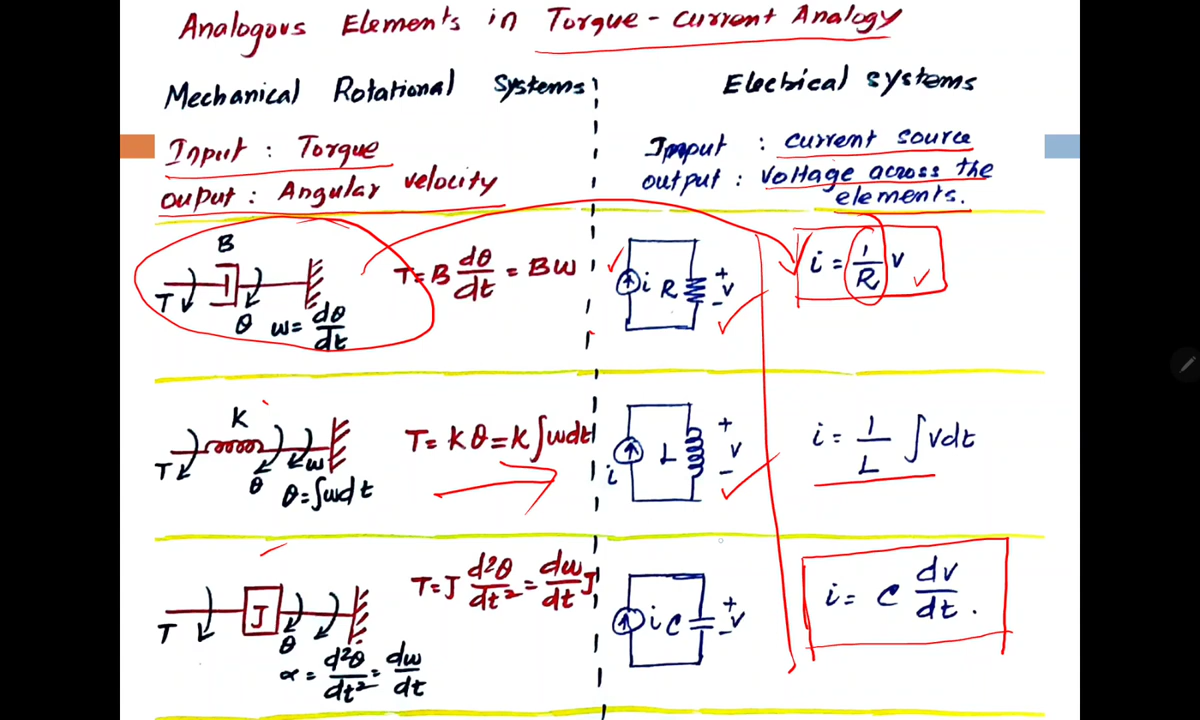 Analogous Elements in Torque - Current Analogy
Mechanical Rotational Systems
Electrical systems
Input : Torque
ouput : Angular velocity
Input : current source
output : Voltage across the
elements.
B
T
θ
ω = dθ/dt
T = B dθ/dt = Bω
i
R
+
v
-
i = 1/R v
K
T
θ
ω
θ = ∫ωdt
T = Kθ = K∫ωdt
i
L
+
v
-
i = 1/L ∫vdt
T
J
θ
α = d²θ/dt² = dω/dt
T = J d²θ/dt² = dω/dt J
i
C
+
v
-
i = C dv/dt.